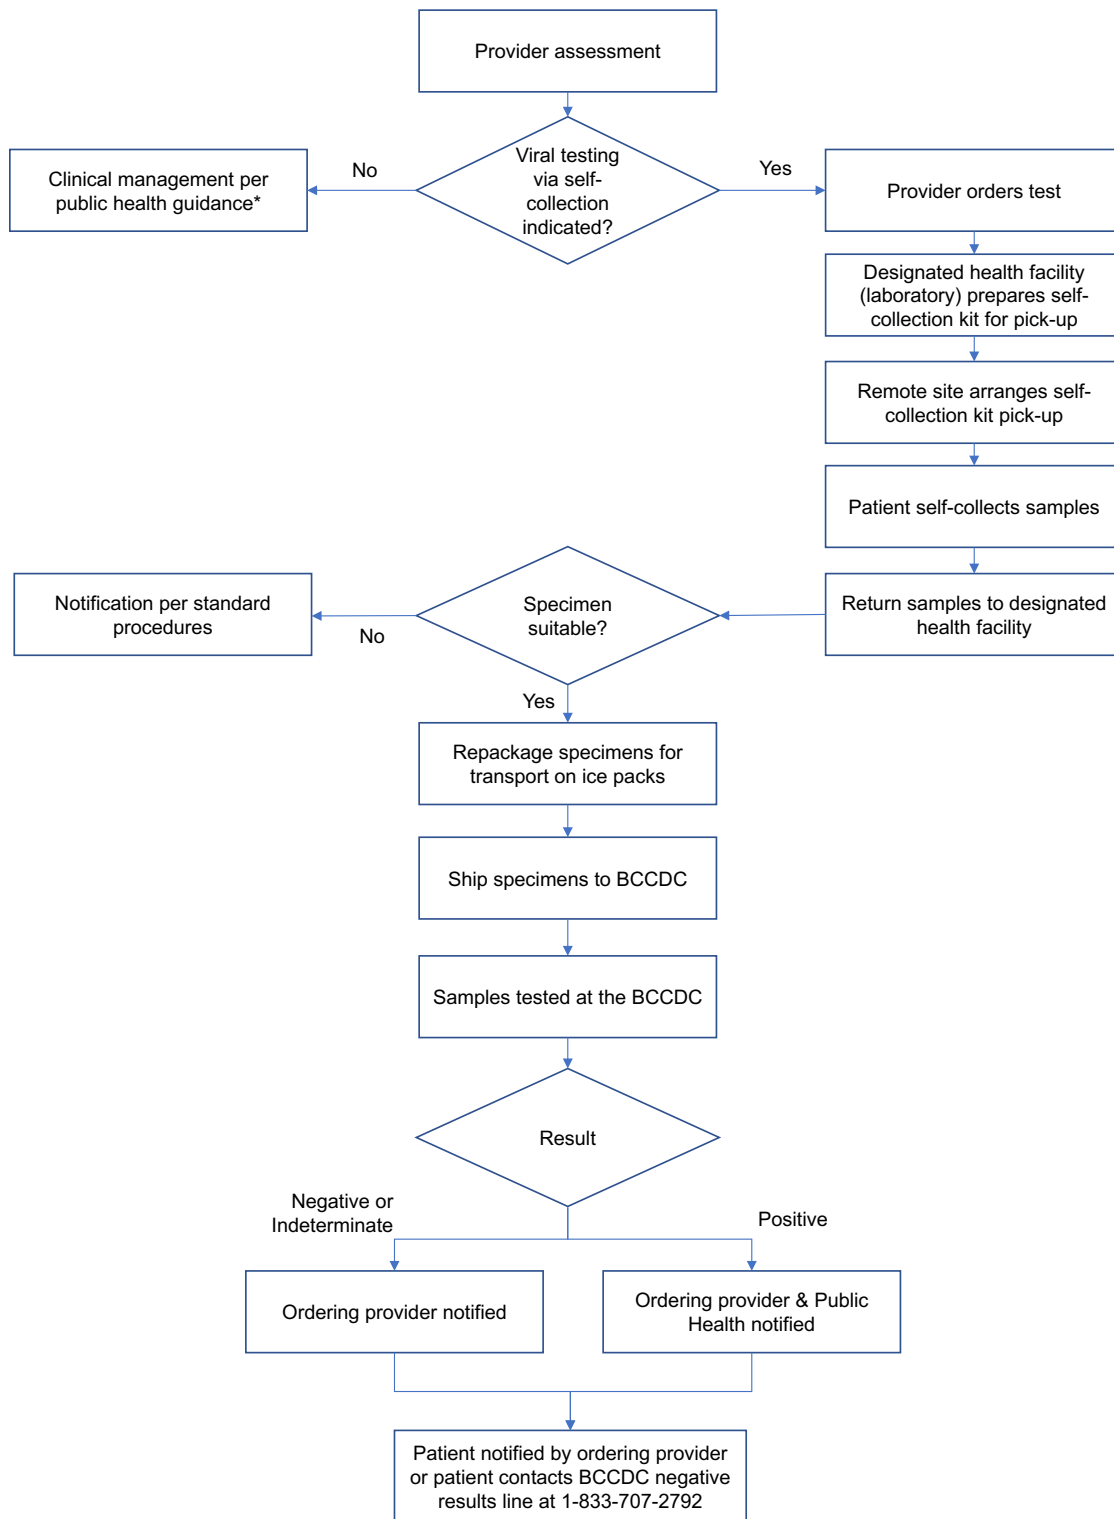 Provider assessment
Viral testing
via self-
collection
indicated?
No
Yes
Clinical management per
public health guidance*
Provider orders test
Designated health facility
(laboratory) prepares self-
collection kit for pick-up
Remote site arranges self-
collection kit pick-up
Patient self-collects samples
Return samples to designated
health facility
Specimen
suitable?
No
Notification per standard
procedures
Yes
Repackage specimens for
transport on ice packs
Ship specimens to BCCDC
Samples tested at the BCCDC
Result
Negative or
Indeterminate
Positive
Ordering provider notified
Ordering provider & Public
Health notified
Patient notified by ordering provider
or patient contacts BCCDC negative
results line at 1-833-707-2792